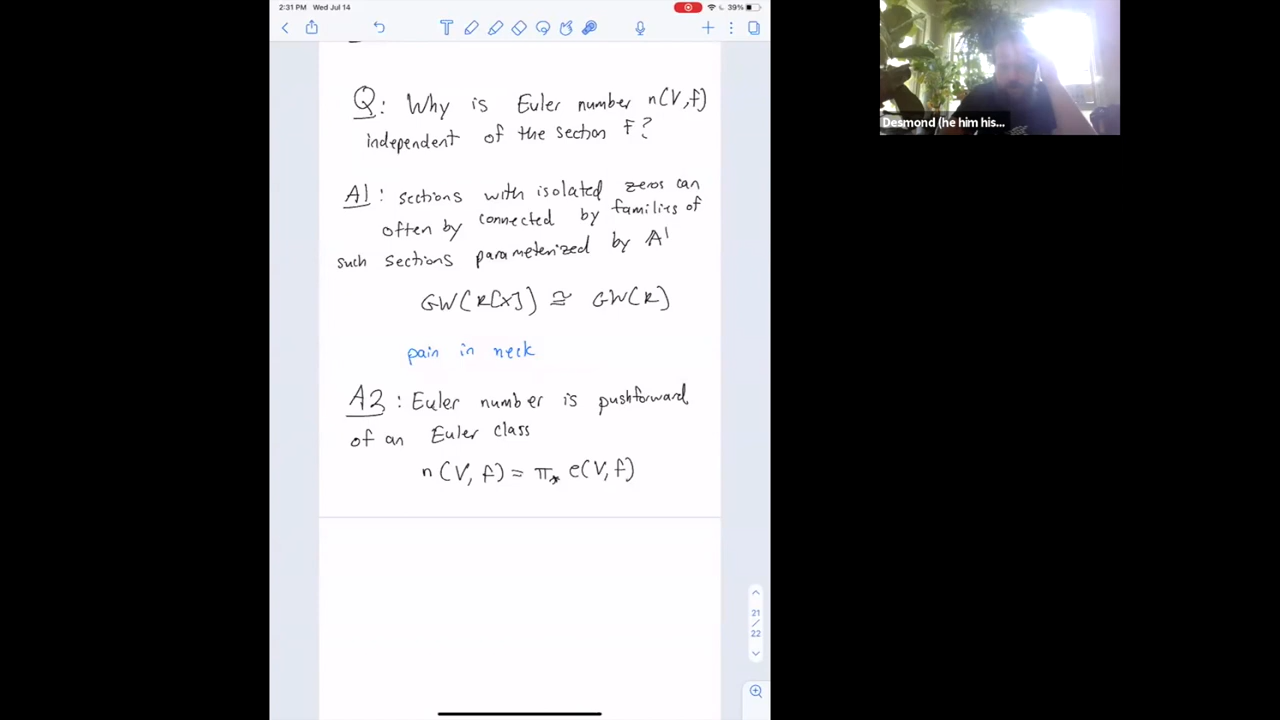 2:31 PM Wed Jul 14
39%
Q: Why is Euler number n(V,f)
independent of the section f?
A1: sections with isolated zeros can
often by connected by families of
such sections parameterized by A¹
GW(k[x]) ≅ GW(k)
pain in neck
A2: Euler number is pushforward
of an Euler class
n(V, f) = π* e(V, f)
21
/
22
Desmond (he him his...